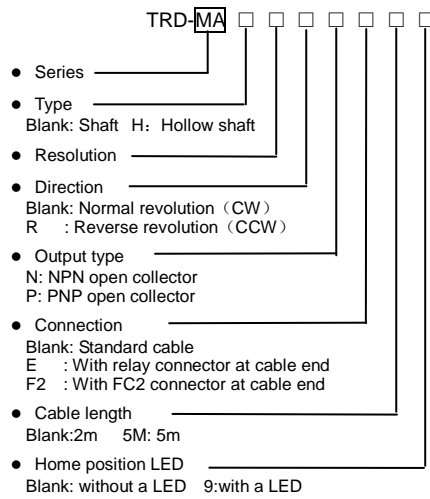 TRD-MA □ □ □ □ □ □ □
● Series
● Type
Blank: Shaft H：Hollow shaft
● Resolution
● Direction
Blank: Normal revolution（CW）
R : Reverse revolution（CCW）
● Output type
N: NPN open collector
P: PNP open collector
● Connection
Blank: Standard cable
E : With relay connector at cable end
F2 : With FC2 connector at cable end
● Cable length
Blank:2m 5M: 5m
● Home position LED
Blank: without a LED 9:with a LED